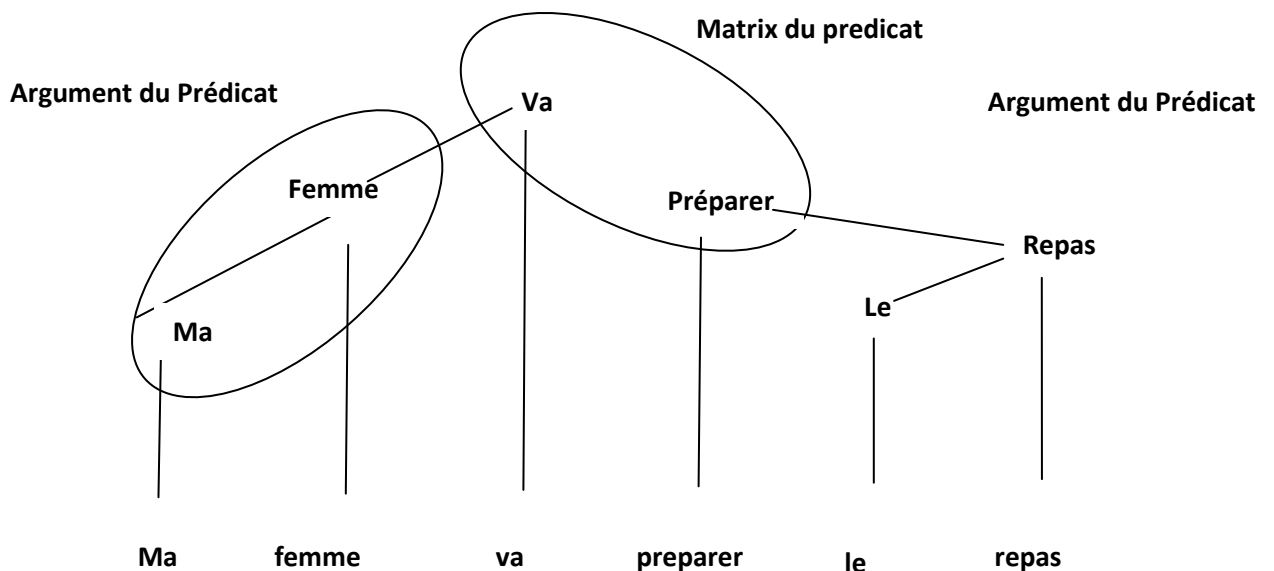 Matrix du predicat
Argument du Prédicat
Va
Argument du Prédicat
Femme
Préparer
Repas
Le
Ma
Ma femme va preparer le repas